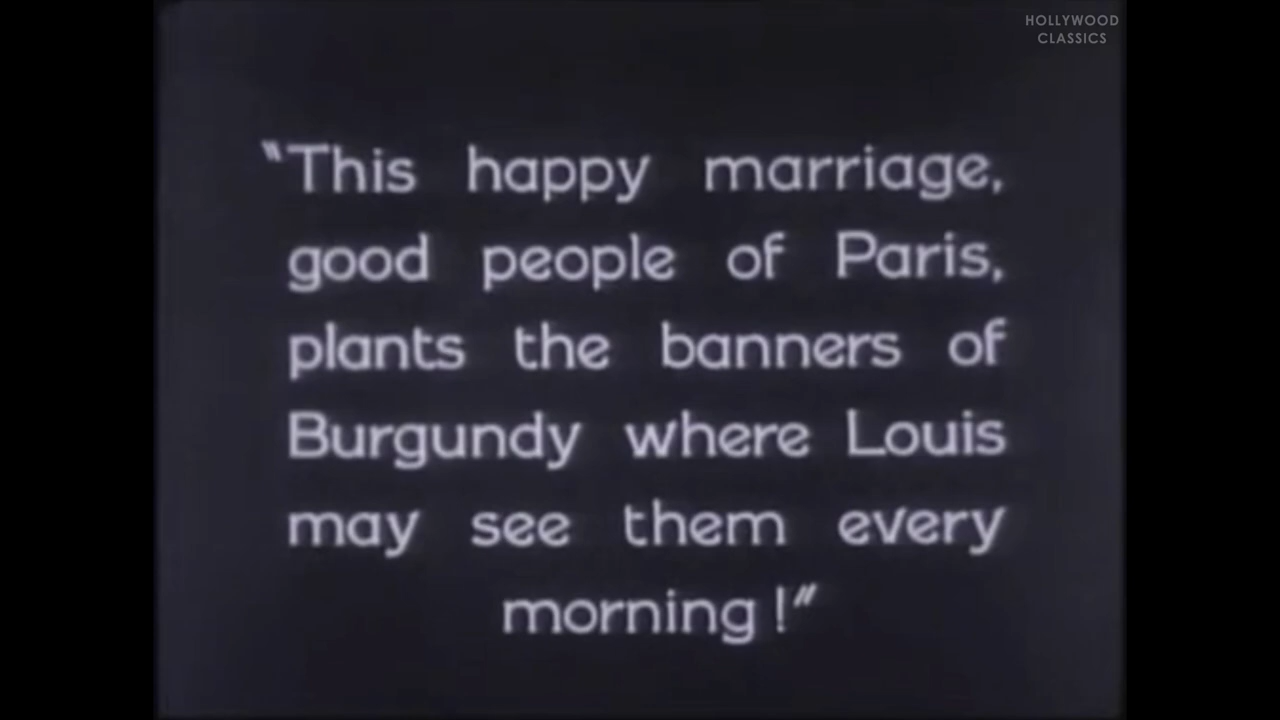 HOLLYWOOD
CLASSICS
“This happy marriage,
good people of Paris,
plants the banners of
Burgundy where Louis
may see them every
morning!”